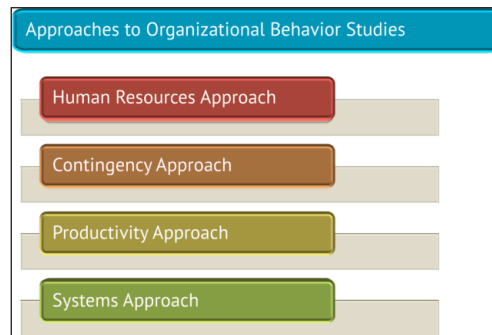 Approaches to Organizational Behavior Studies
Human Resources Approach
Contingency Approach
Productivity Approach
Systems Approach